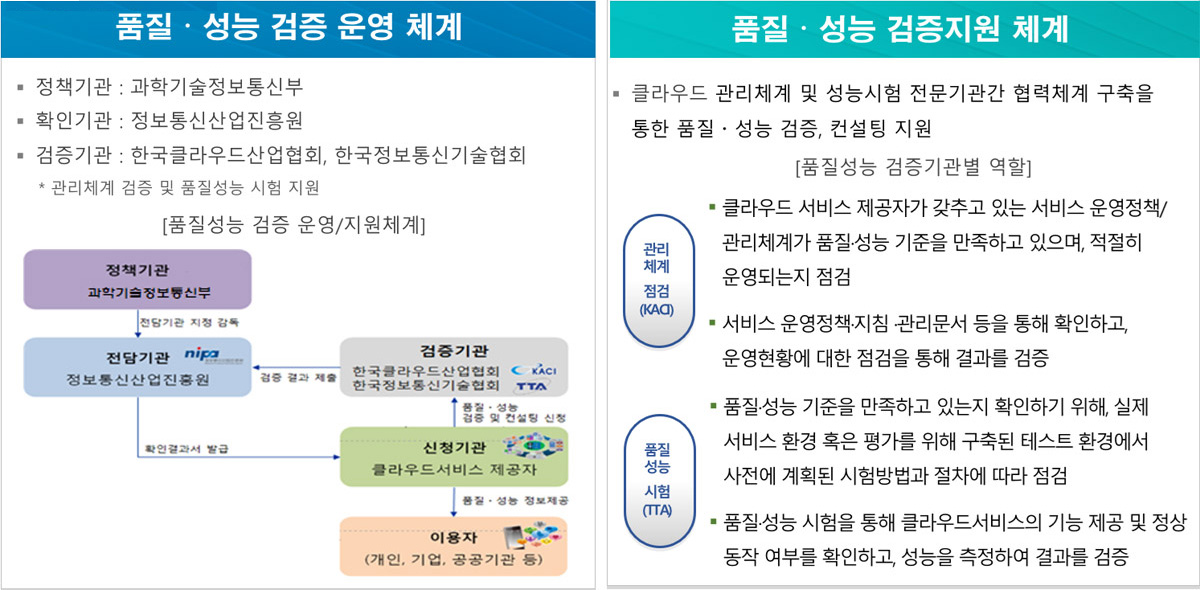 품질 · 성능 검증 운영 체계
▪ 정책기관 : 과학기술정보통신부
▪ 확인기관 : 정보통신산업진흥원
▪ 검증기관 : 한국클라우드산업협회, 한국정보통신기술협회
* 관리체계 검증 및 품질성능 시험 지원
[품질성능 검증 운영/지원체계]
정책기관
과학기술정보통신부
전담기관 지정 감독
전담기관 nipa
정보통신산업진흥원
검증 결과 제출
검증기관
한국클라우드산업협회 KACI
한국정보통신기술협회 TTA
품질 · 성능
검증 및 컨설팅 신청
확인결과서 발급
신청기관
클라우드서비스 제공자
품질 · 성능 정보제공
이용자
(개인, 기업, 공공기관 등)
품질 · 성능 검증지원 체계
▪ 클라우드 관리체계 및 성능시험 전문기관간 협력체계 구축을
통한 품질 · 성능 검증, 컨설팅 지원
[품질성능 검증기관별 역할]
관리
체계
점검
(KACI)
▪ 클라우드 서비스 제공자가 갖추고 있는 서비스 운영정책/
관리체계가 품질·성능 기준을 만족하고 있으며, 적절히
운영되는지 점검
▪ 서비스 운영정책·지침 ·관리문서 등을 통해 확인하고,
운영현황에 대한 점검을 통해 결과를 검증
품질
성능
시험
(TTA)
▪ 품질·성능 기준을 만족하고 있는지 확인하기 위해, 실제
서비스 환경 혹은 평가를 위해 구축된 테스트 환경에서
사전에 계획된 시험방법과 절차에 따라 점검
▪ 품질·성능 시험을 통해 클라우드서비스의 기능 제공 및 정상
동작 여부를 확인하고, 성능을 측정하여 결과를 검증